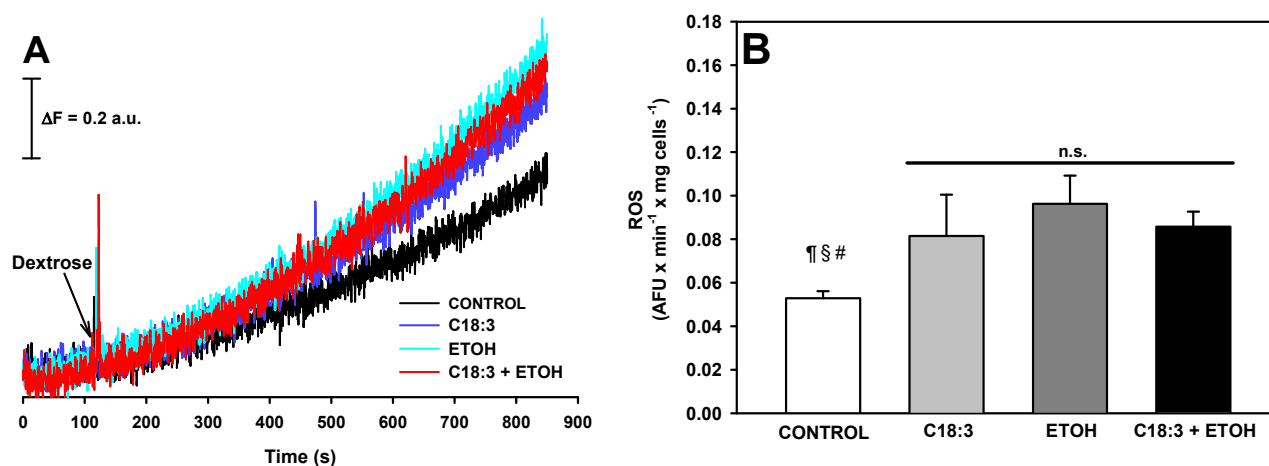 A
ΔF = 0.2 a.u.
Dextrose
CONTROL
C18:3
ETOH
C18:3 + ETOH
0 100 200 300 400 500 600 700 800 900
Time (s)
B
ROS
(AFU x min⁻¹ x mg cells ⁻¹)
0.18
0.16
0.14
0.12
0.10
0.08
0.06
0.04
0.02
0.00
n.s.
¶ § #
CONTROL C18:3 ETOH C18:3 + ETOH